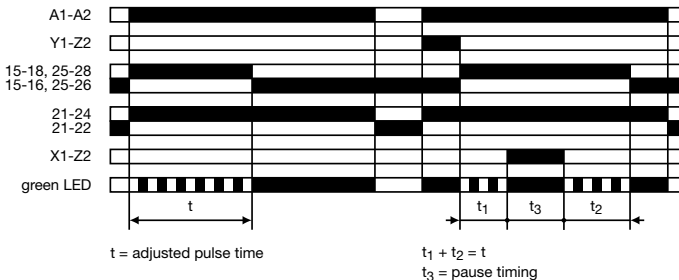 A1-A2
Y1-Z2
15-18, 25-28
15-16, 25-26
21-24
21-22
X1-Z2
green LED
t
t1
t3
t2
t = adjusted pulse time
t1 + t2 = t
t3 = pause timing